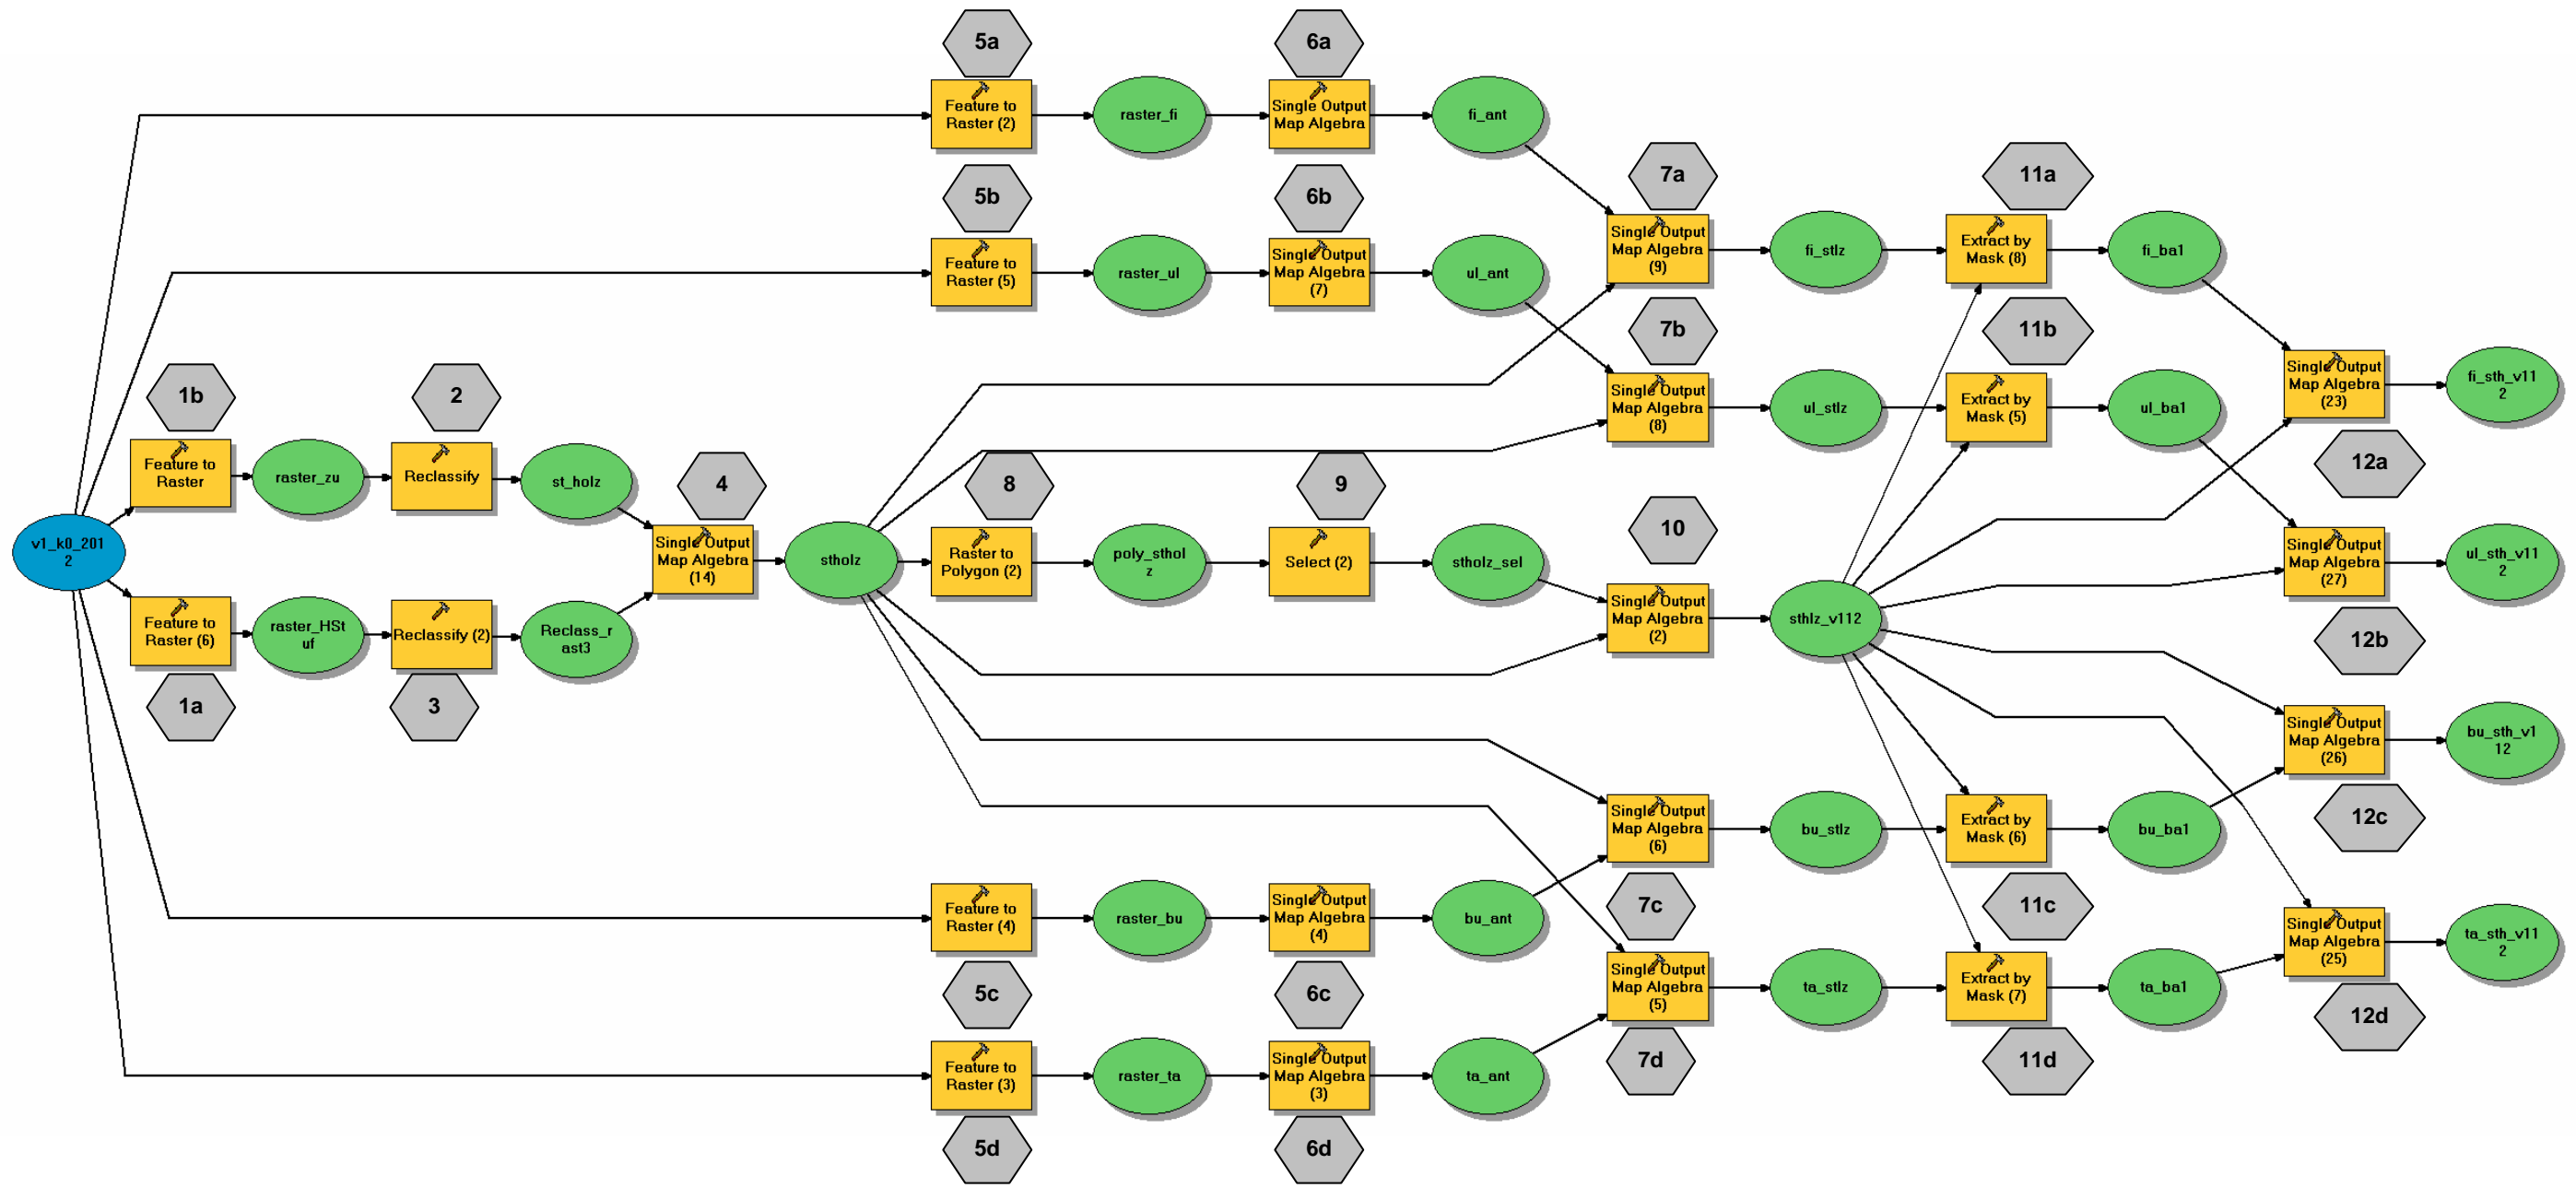 5a
6a
Feature to
Raster (2)
raster_fi
Single Output
Map Algebra
fi_ant
5b
6b
7a
11a
Feature to
Raster (5)
raster_ul
Single Output
Map Algebra
(7)
ul_ant
Single Output
Map Algebra
(9)
fi_stlz
Extract by
Mask (8)
fi_ba1
7b
11b
1b
2
Single Output
Map Algebra
(8)
ul_stlz
Extract by
Mask (5)
ul_ba1
Single Output
Map Algebra
(23)
fi_sth_v11
2
12a
Feature to
Raster
raster_zu
Reclassify
st_holz
4
8
9
10
v1_k0_201
2
Single Output
Map Algebra
(14)
stholz
Raster to
Polygon (2)
poly_sthol
z
Select (2)
stholz_sel
Single Output
Map Algebra
(2)
sthlz_v112
Single Output
Map Algebra
(27)
ul_sth_v11
2
12b
Feature to
Raster (6)
raster_HSt
uf
Reclassify (2)
Reclass_r
ast3
1a
3
Single Output
Map Algebra
(26)
bu_sth_v1
12
12c
Single Output
Map Algebra
(6)
bu_stlz
Extract by
Mask (6)
bu_ba1
7c
11c
Feature to
Raster (4)
raster_bu
Single Output
Map Algebra
(4)
bu_ant
5c
6c
Single Output
Map Algebra
(5)
ta_stlz
Extract by
Mask (7)
ta_ba1
Single Output
Map Algebra
(25)
ta_sth_v11
2
12d
7d
11d
Feature to
Raster (3)
raster_ta
Single Output
Map Algebra
(3)
ta_ant
5d
6d